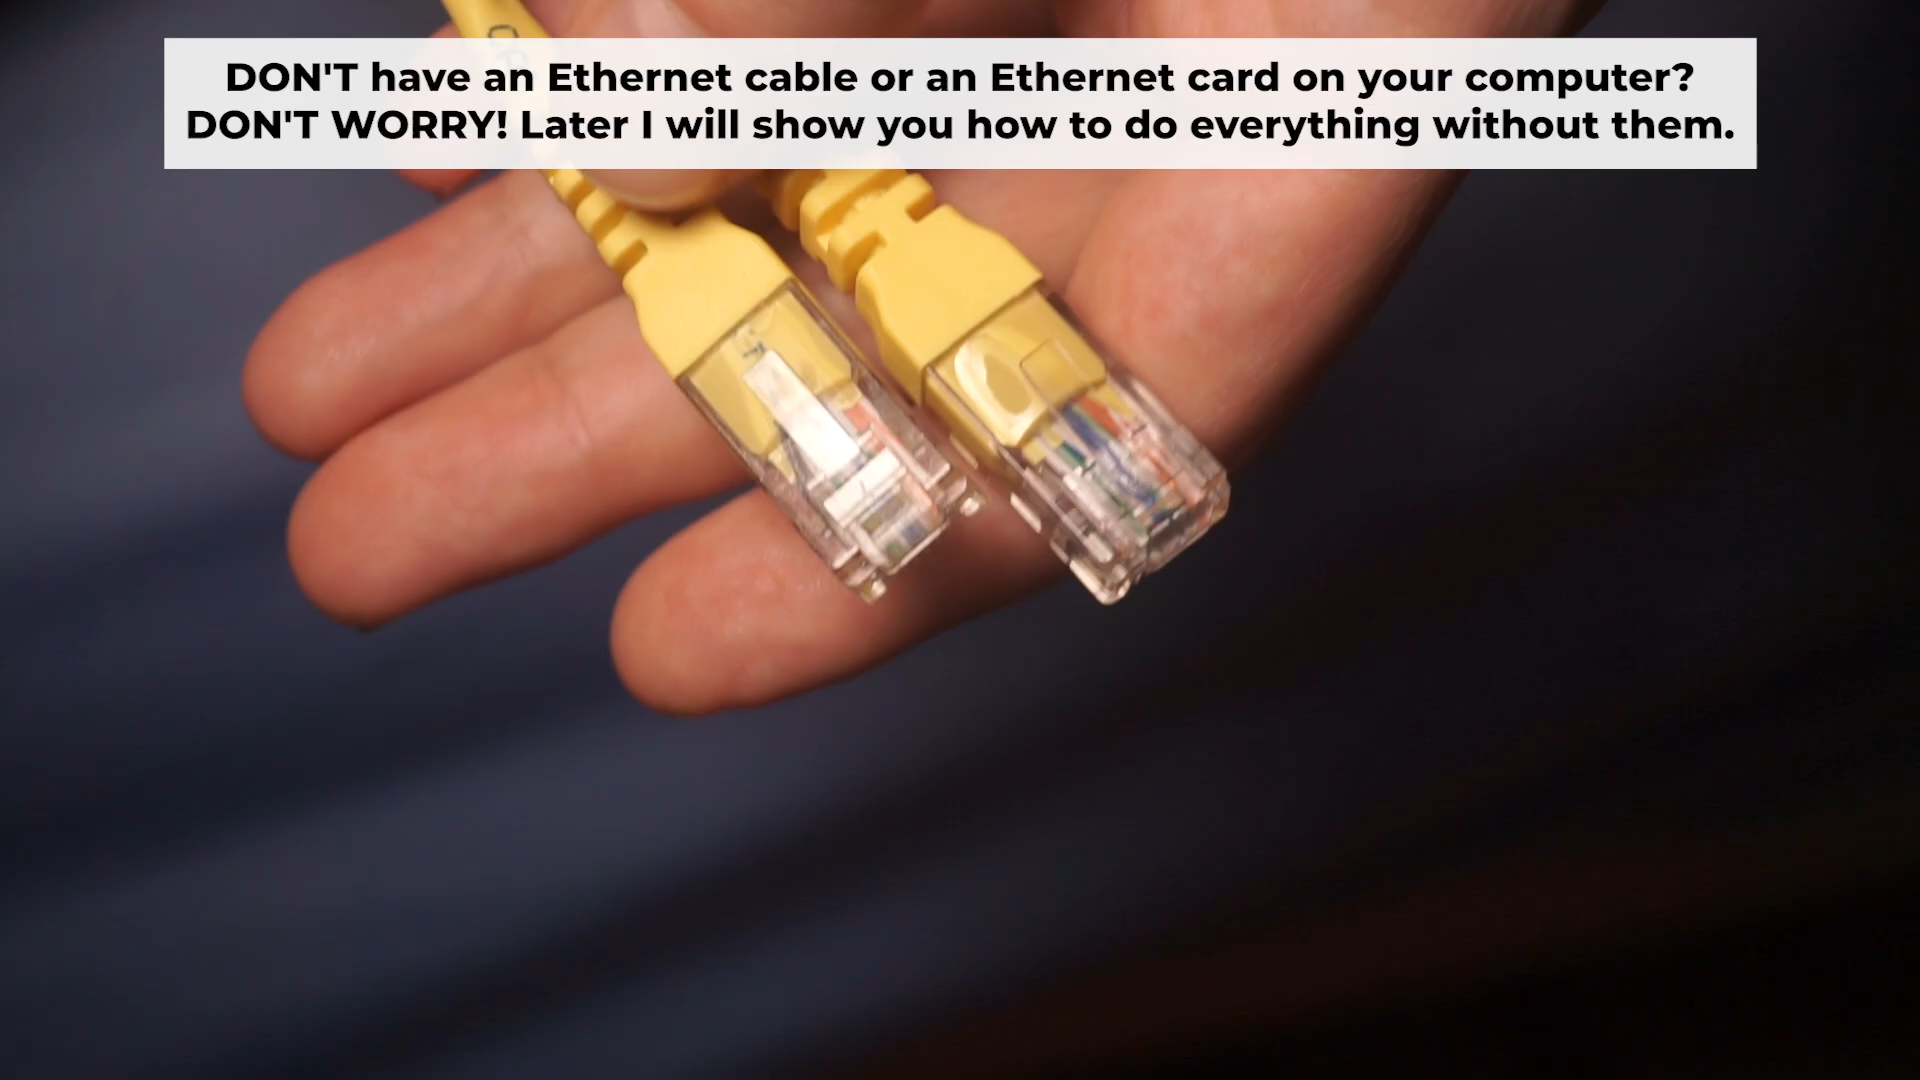 DON'T have an Ethernet cable or an Ethernet card on your computer?
DON'T WORRY! Later I will show you how to do everything without them.